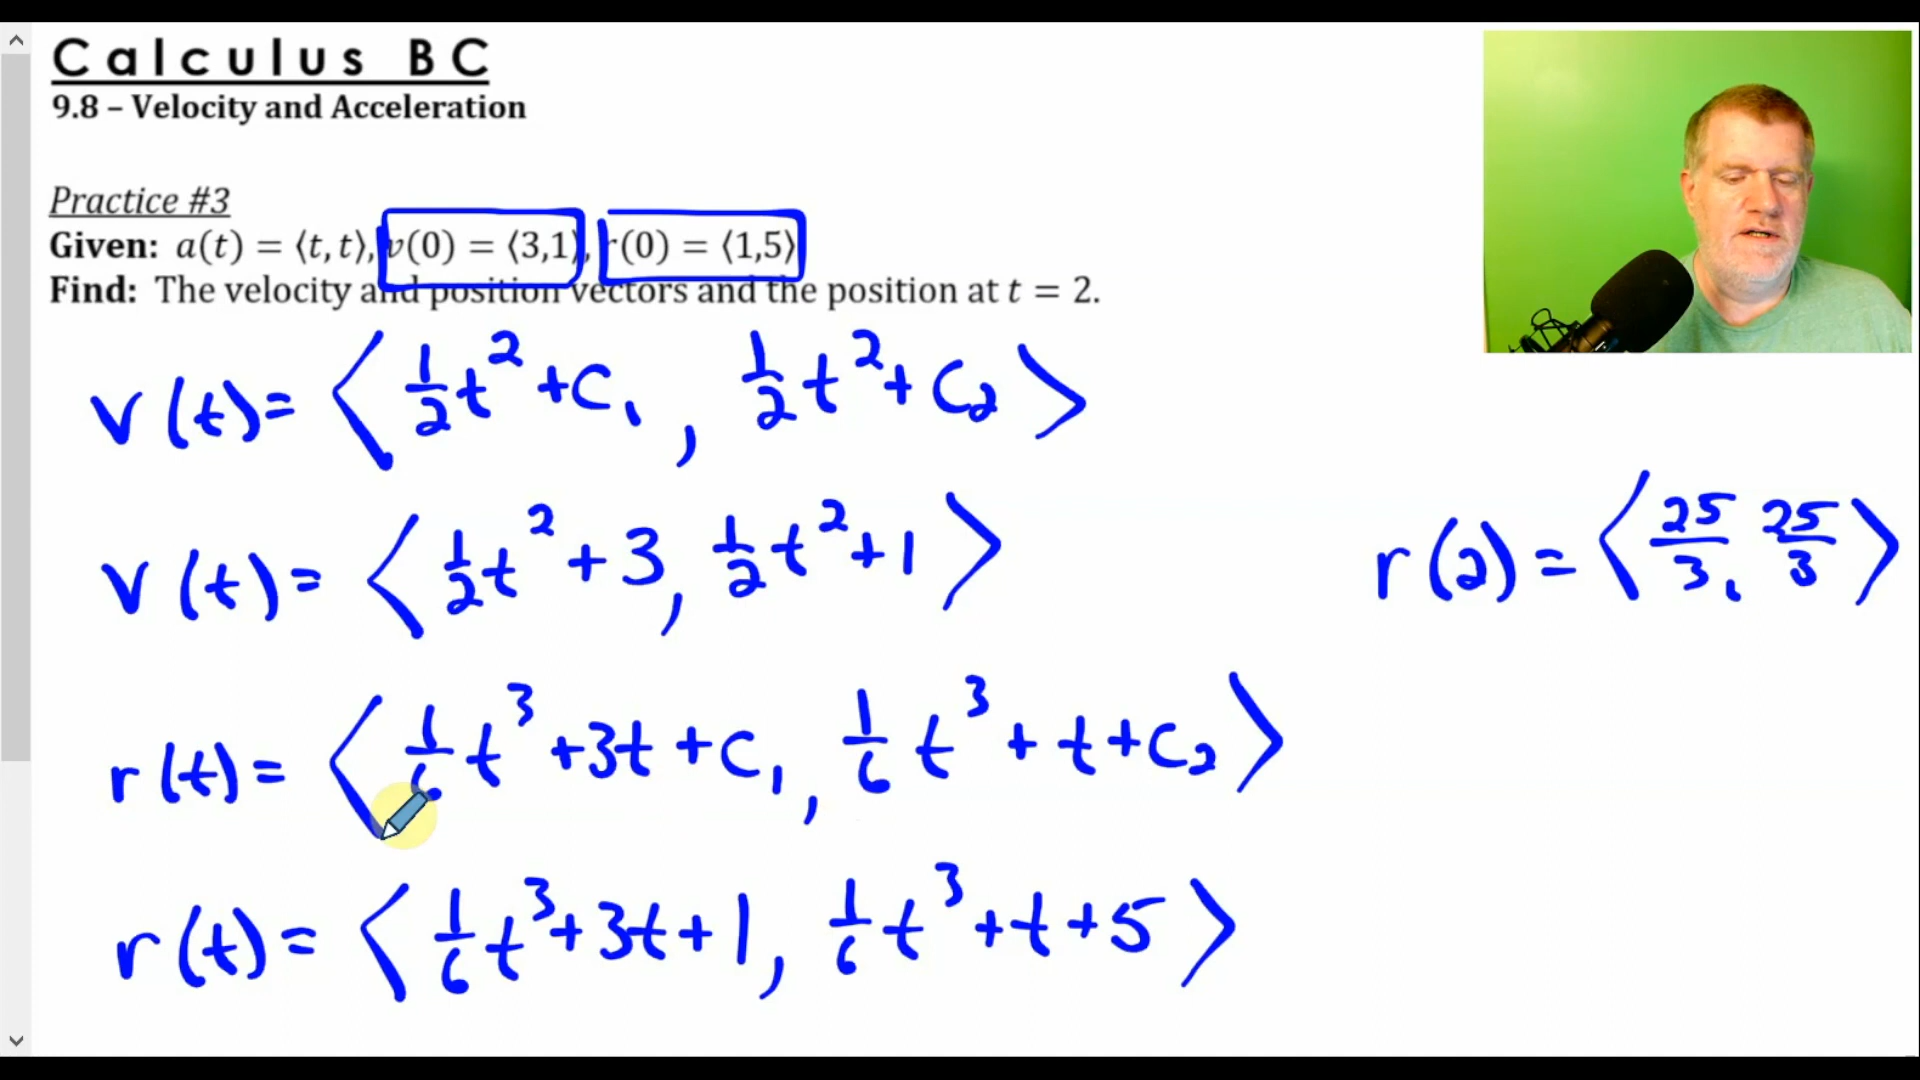 Calculus BC
9.8 – Velocity and Acceleration
Practice #3
Given: a(t) = ⟨t, t⟩, v(0) = ⟨3,1⟩, r(0) = ⟨1,5⟩
Find: The velocity and position vectors and the position at t = 2.
v(t) = ⟨½t² + C₁, ½t² + C₂⟩
v(t) = ⟨½t² + 3, ½t² + 1⟩
r(2) = ⟨25/3, 25/3⟩
r(t) = ⟨1/6 t³ + 3t + C₁, 1/6 t³ + t + C₂⟩
r(t) = ⟨1/6 t³ + 3t + 1, 1/6 t³ + t + 5⟩